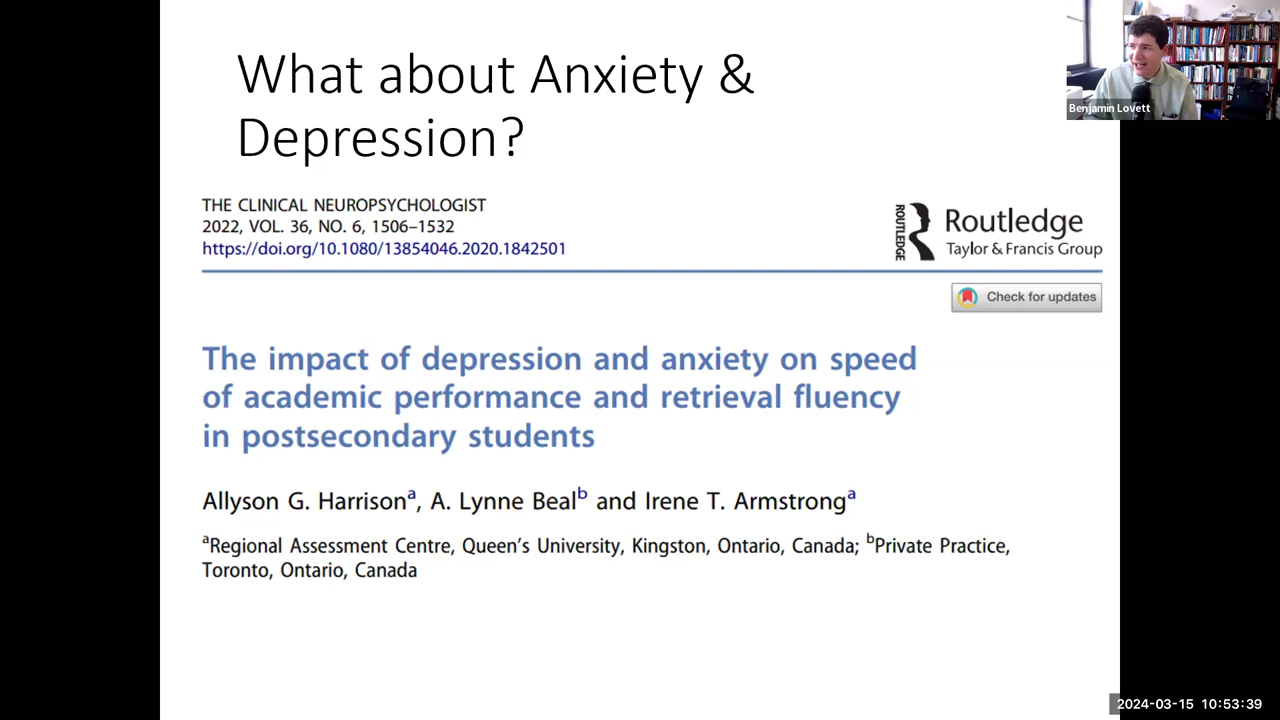 What about Anxiety &
Depression?
Benjamin Lovett
THE CLINICAL NEUROPSYCHOLOGIST
2022, VOL. 36, NO. 6, 1506–1532
https://doi.org/10.1080/13854046.2020.1842501
ROUTLEDGE
Routledge
Taylor & Francis Group
Check for updates
The impact of depression and anxiety on speed
of academic performance and retrieval fluency
in postsecondary students
Allyson G. Harrisonᵃ, A. Lynne Bealᵇ and Irene T. Armstrongᵃ
ᵃRegional Assessment Centre, Queen’s University, Kingston, Ontario, Canada; ᵇPrivate Practice,
Toronto, Ontario, Canada
2024-03-15 10:53:39